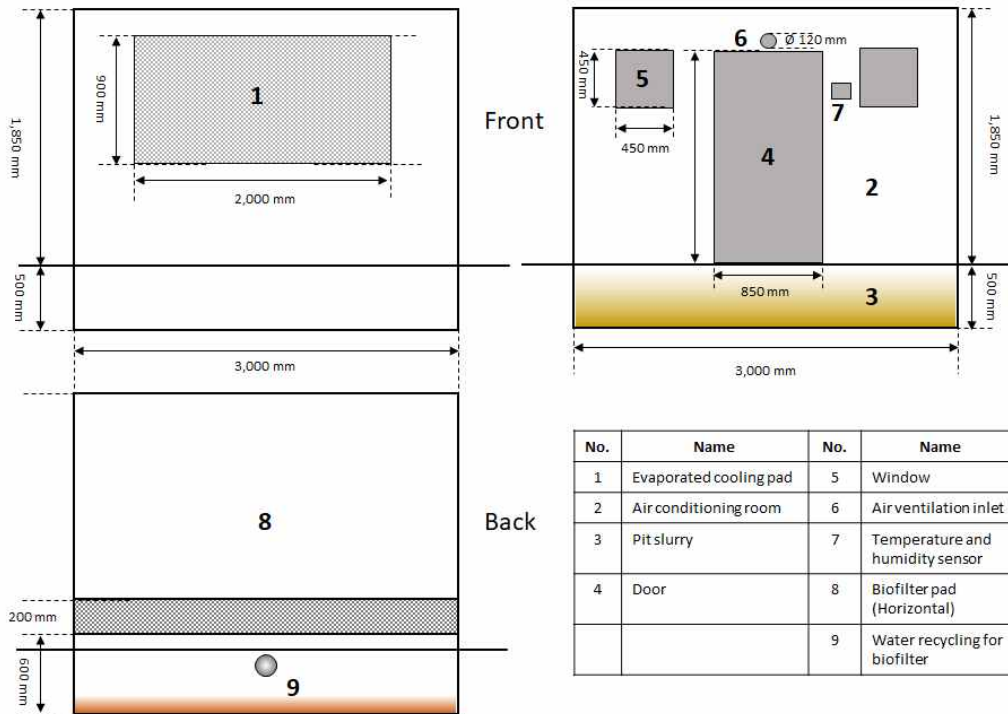 1
900 mm
1,850 mm
2,000 mm
500 mm
3,000 mm
Front
6
Ø 120 mm
5
450 mm
450 mm
7
4
2
1,850 mm
850 mm
3
500 mm
3,000 mm
8
Back
200 mm
600 mm
9
No. Name No. Name
1 Evaporated cooling pad 5 Window
2 Air conditioning room 6 Air ventilation inlet
3 Pit slurry 7 Temperature and
humidity sensor
4 Door 8 Biofilter pad
(Horizontal)
9 Water recycling for
biofilter